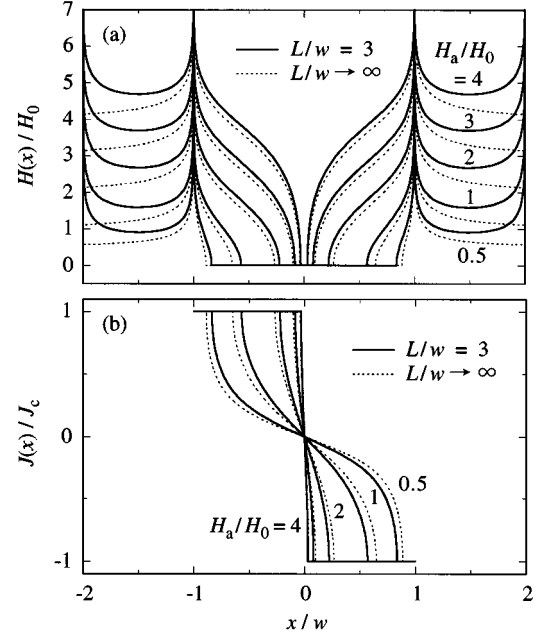 7
6
5
4
3
2
1
0
H(x) / H₀
(a)
L/w = 3
L/w → ∞
Hₐ/H₀
= 4
3
2
1
0.5
(b)
1
0
-1
J(x) / J_c
L/w = 3
L/w → ∞
0.5
1
2
Hₐ/H₀ = 4
-2
-1
0
1
2
x / w